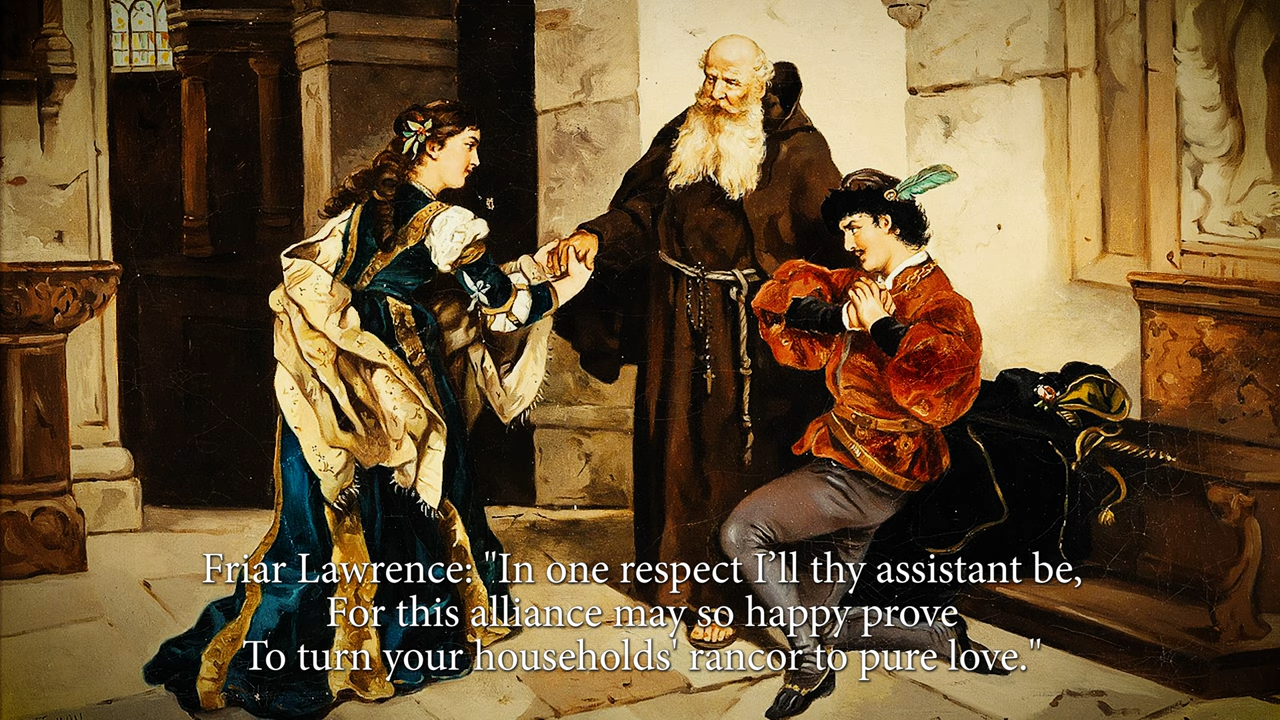 Friar Lawrence: "In one respect I’ll thy assistant be,
For this alliance may so happy prove
To turn your households' rancor to pure love."